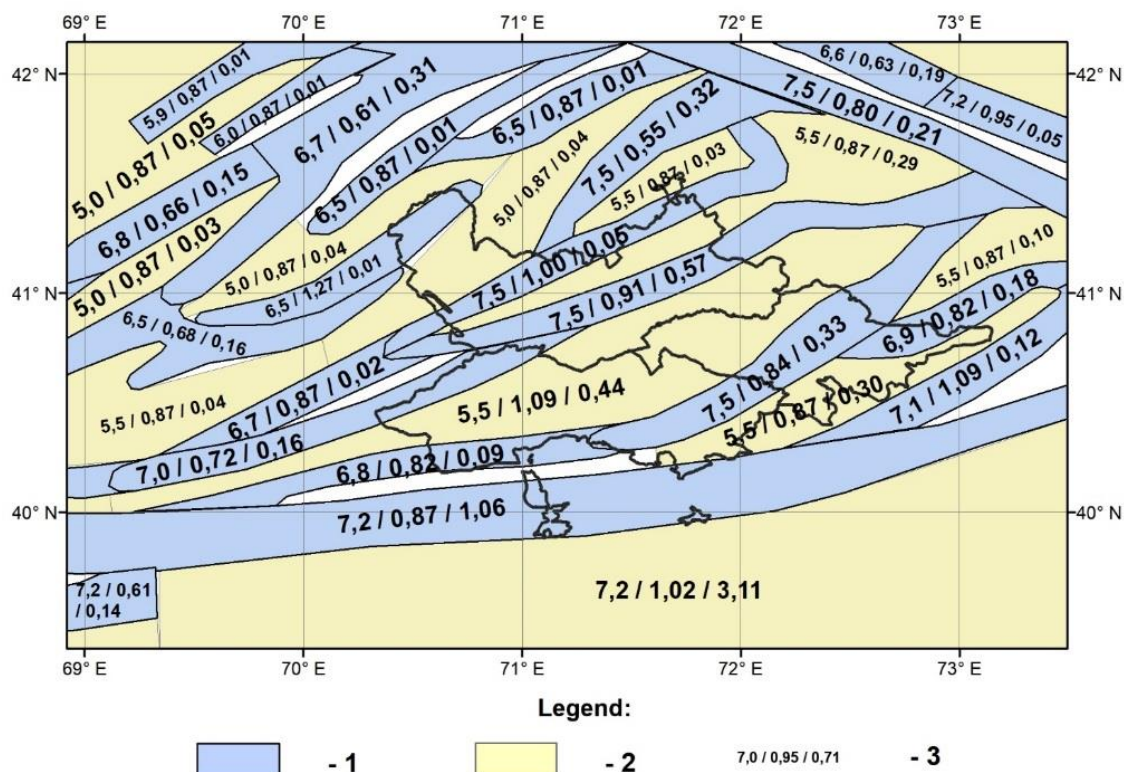 69° E 70° E 71° E 72° E 73° E
42° N 42° N
5,9 / 0,87 / 0,01
6,0 / 0,87 / 0,01
6,7 / 0,61 / 0,31
6,5 / 0,87 / 0,01
7,5 / 0,55 / 0,32
7,5 / 0,80 / 0,21
6,6 / 0,63 / 0,19
7,2 / 0,95 / 0,05
5,0 / 0,87 / 0,05
6,5 / 0,87 / 0,01
5,0 / 0,87 / 0,04
5,5 / 0,87 / 0,03
5,5 / 0,87 / 0,29
6,8 / 0,66 / 0,15
5,0 / 0,87 / 0,03
5,0 / 0,87 / 0,04
6,5 / 1,27 / 0,01
7,5 / 1,00 / 0,05
7,5 / 0,91 / 0,57
5,5 / 0,87 / 0,10
41° N 41° N
6,5 / 0,68 / 0,16
6,9 / 0,82 / 0,18
5,5 / 0,87 / 0,04
6,7 / 0,87 / 0,02
5,5 / 1,09 / 0,44
7,5 / 0,84 / 0,33
5,5 / 0,87 / 0,30
7,1 / 1,09 / 0,12
7,0 / 0,72 / 0,16
6,8 / 0,82 / 0,09
40° N 40° N
7,2 / 0,87 / 1,06
7,2 / 0,61
/ 0,14
7,2 / 1,02 / 3,11
69° E 70° E 71° E 72° E 73° E
Legend:
- 1 - 2 7,0 / 0,95 / 0,71 - 3